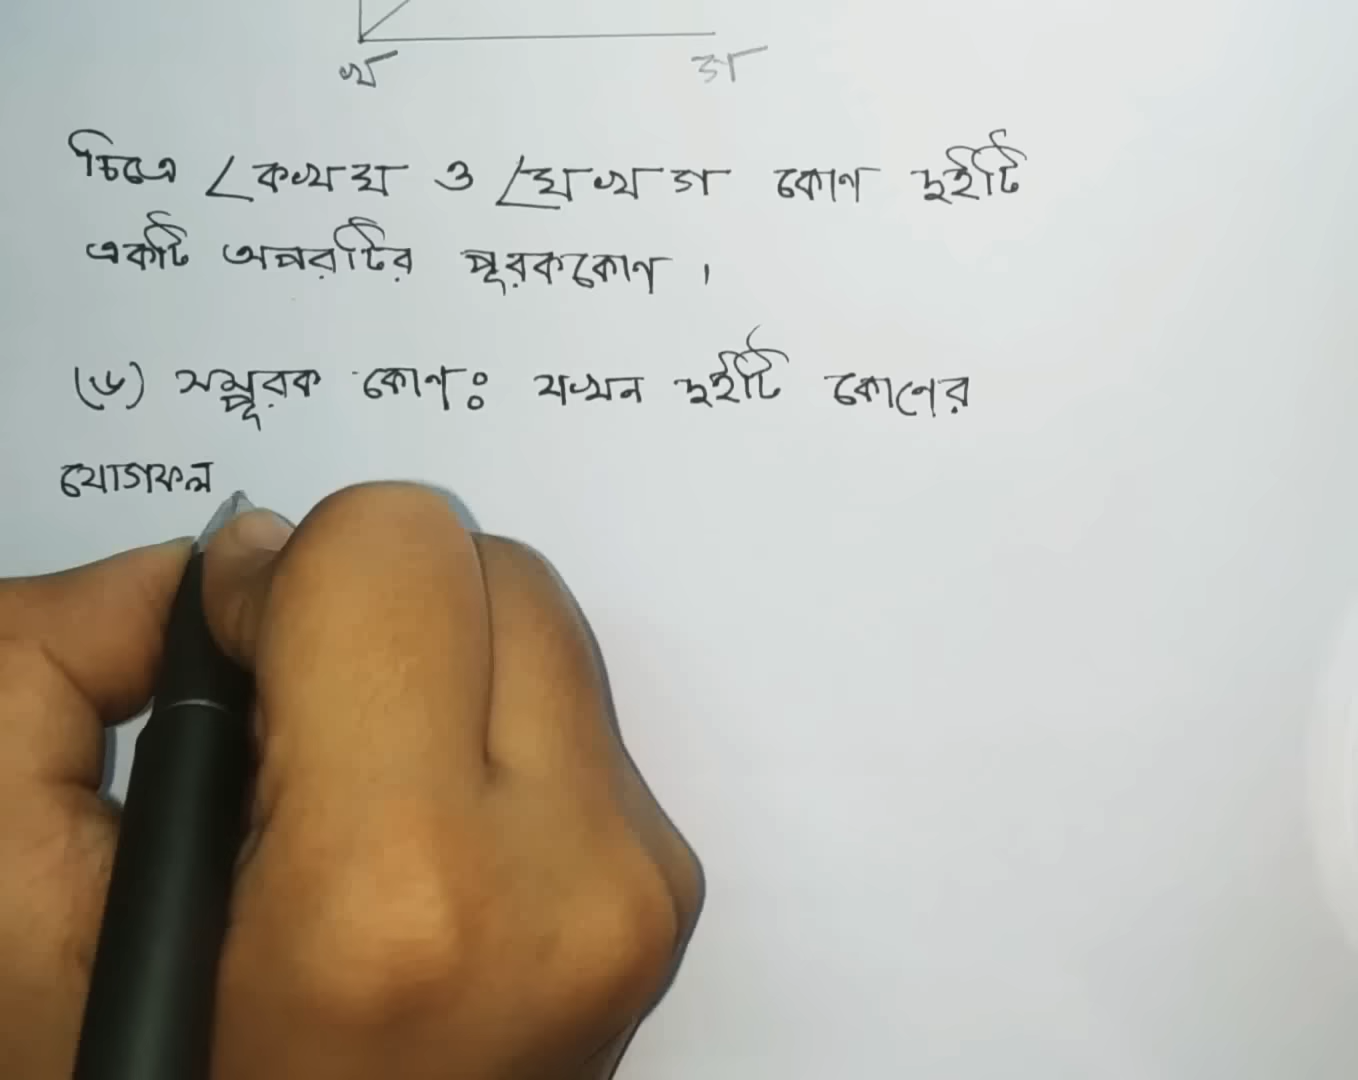 খ গ
চিত্রে ∠কখঘ ও ∠ঘখগ কোণ দুইটি
একটি অপরটির পূরককোণ ।
(৬) সম্পূরক কোণঃ যখন দুইটি কোণের
যোগফল